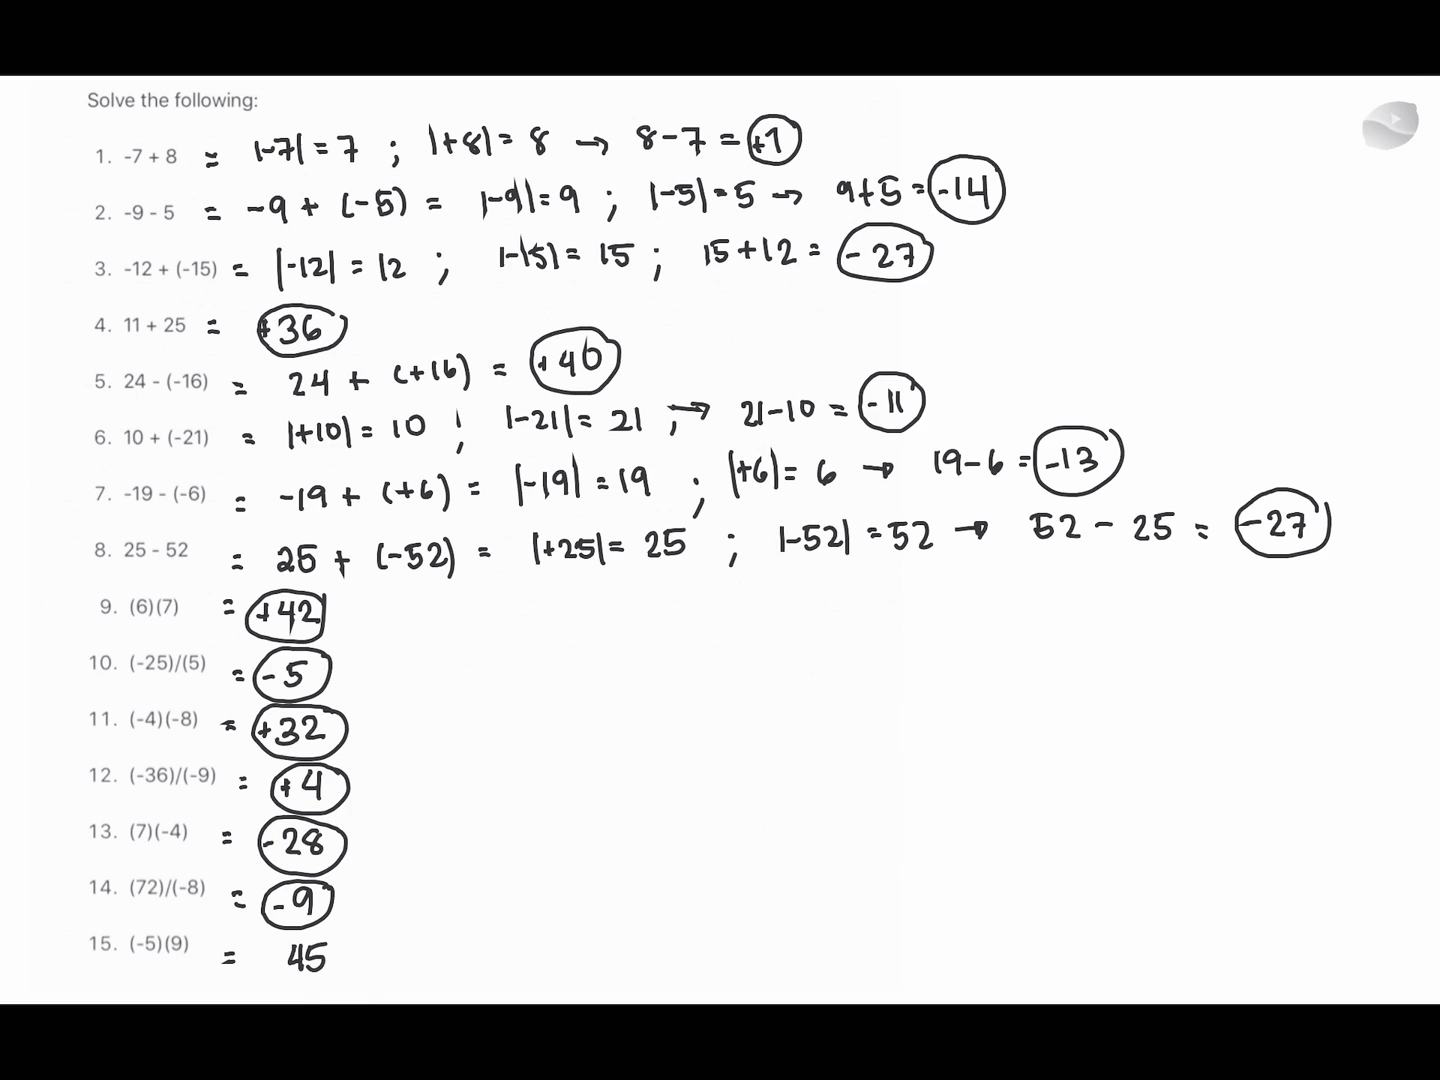 Solve the following:
1. -7 + 8 = |-7| = 7 ; |+8| = 8 → 8-7 = +1
2. -9 - 5 = -9 + (-5) = |-9| = 9 ; |-5| = 5 → 9+5 = -14
3. -12 + (-15) = |-12| = 12 ; |-15| = 15 ; 15+12 = -27
4. 11 + 25 = +36
5. 24 - (-16) = 24 + (+16) = +40
6. 10 + (-21) = |+10| = 10 ; |-21| = 21 ; → 21-10 = -11
7. -19 - (-6) = -19 + (+6) = |-19| = 19 ; |+6| = 6 → 19-6 = -13
8. 25 - 52 = 25 + (-52) = |+25| = 25 ; |-52| = 52 → 52 - 25 = -27
9. (6)(7) = +42
10. (-25)/(5) = -5
11. (-4)(-8) = +32
12. (-36)/(-9) = +4
13. (7)(-4) = -28
14. (72)/(-8) = -9
15. (-5)(9) = 45